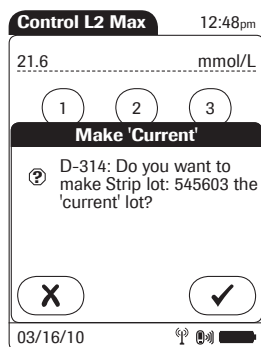 Control L2 Max 12:48pm
21.6 mmol/L
1 2 3
Make 'Current'
D-314: Do you want to
make Strip lot: 545603 the
'current' lot?
03/16/10